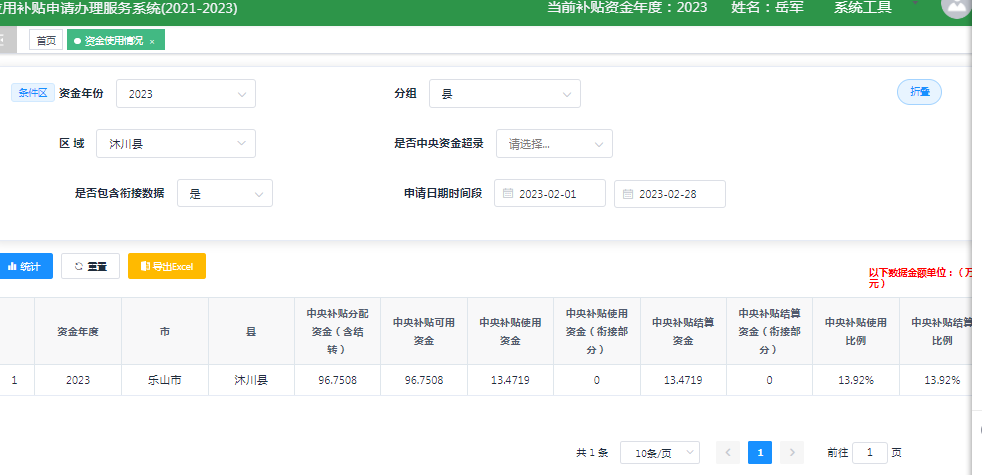 用补贴申请办理服务系统(2021-2023) 当前补贴资金年度：2023 姓名：岳军 系统工具
首页 资金使用情况 ×
条件区 资金年份 2023 分组 县 折叠
区域 沐川县 是否中央资金超录 请选择...
是否包含衔接数据 是 申请日期时间段 2023-02-01 2023-02-28
统计 重置 导出Excel
以下数据金额单位：（万
元）
资金年度 市 县 中央补贴分配资金（含结转） 中央补贴可用资金 中央补贴使用资金 中央补贴使用资金（衔接部分） 中央补贴结算资金 中央补贴结算资金（衔接部分） 中央补贴使用比例 中央补贴结算比例
1 2023 乐山市 沐川县 96.7508 96.7508 13.4719 0 13.4719 0 13.92% 13.92%
共 1 条 10条/页 1 前往 1 页